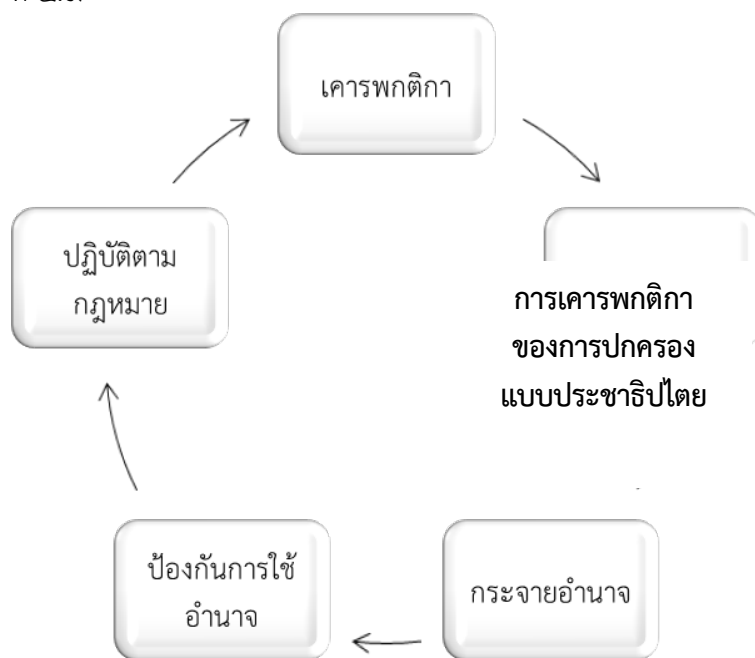 เคารพกติกา
ปฏิบัติตาม
กฎหมาย
การเคารพกติกา
ของการปกครอง
แบบประชาธิปไตย
ป้องกันการใช้
อำนาจ
กระจายอำนาจ